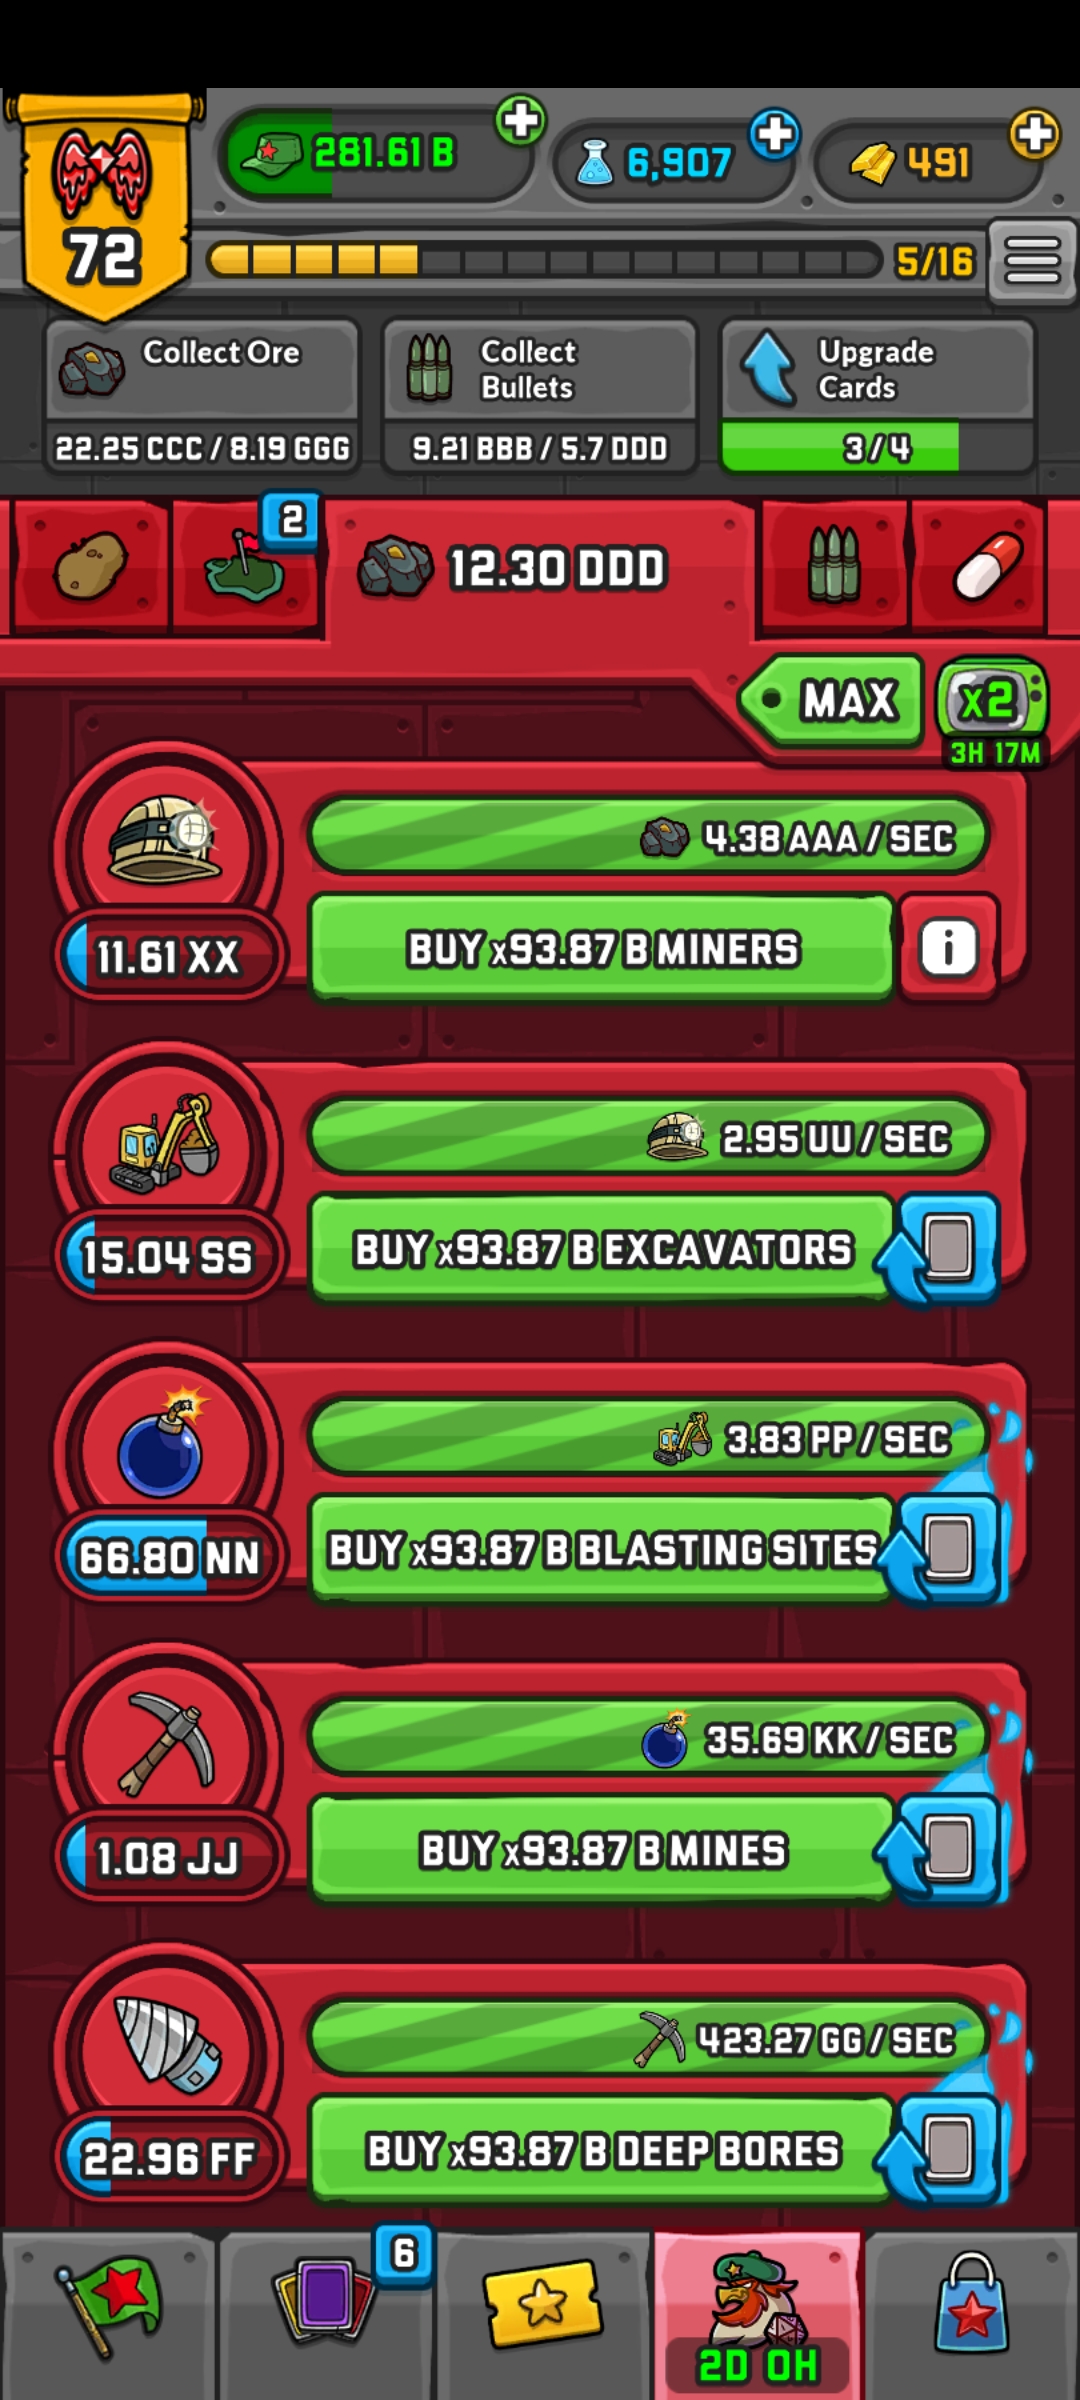 281.61 B
6,907
491
72
5/16
Collect Ore
22.25 CCC / 8.19 GGG
Collect
Bullets
9.21 BBB / 5.7 DDD
Upgrade
Cards
3/4
2
12.30 DDD
MAX
x2
3H 17M
4.38 AAA / SEC
11.61 XX
BUY x93.87 B MINERS
i
2.95 UU / SEC
15.04 SS
BUY x93.87 B EXCAVATORS
3.83 PP / SEC
66.80 NN
BUY x93.87 B BLASTING SITES
35.69 KK / SEC
1.08 JJ
BUY x93.87 B MINES
423.27 GG / SEC
22.96 FF
BUY x93.87 B DEEP BORES
6
2D 0H